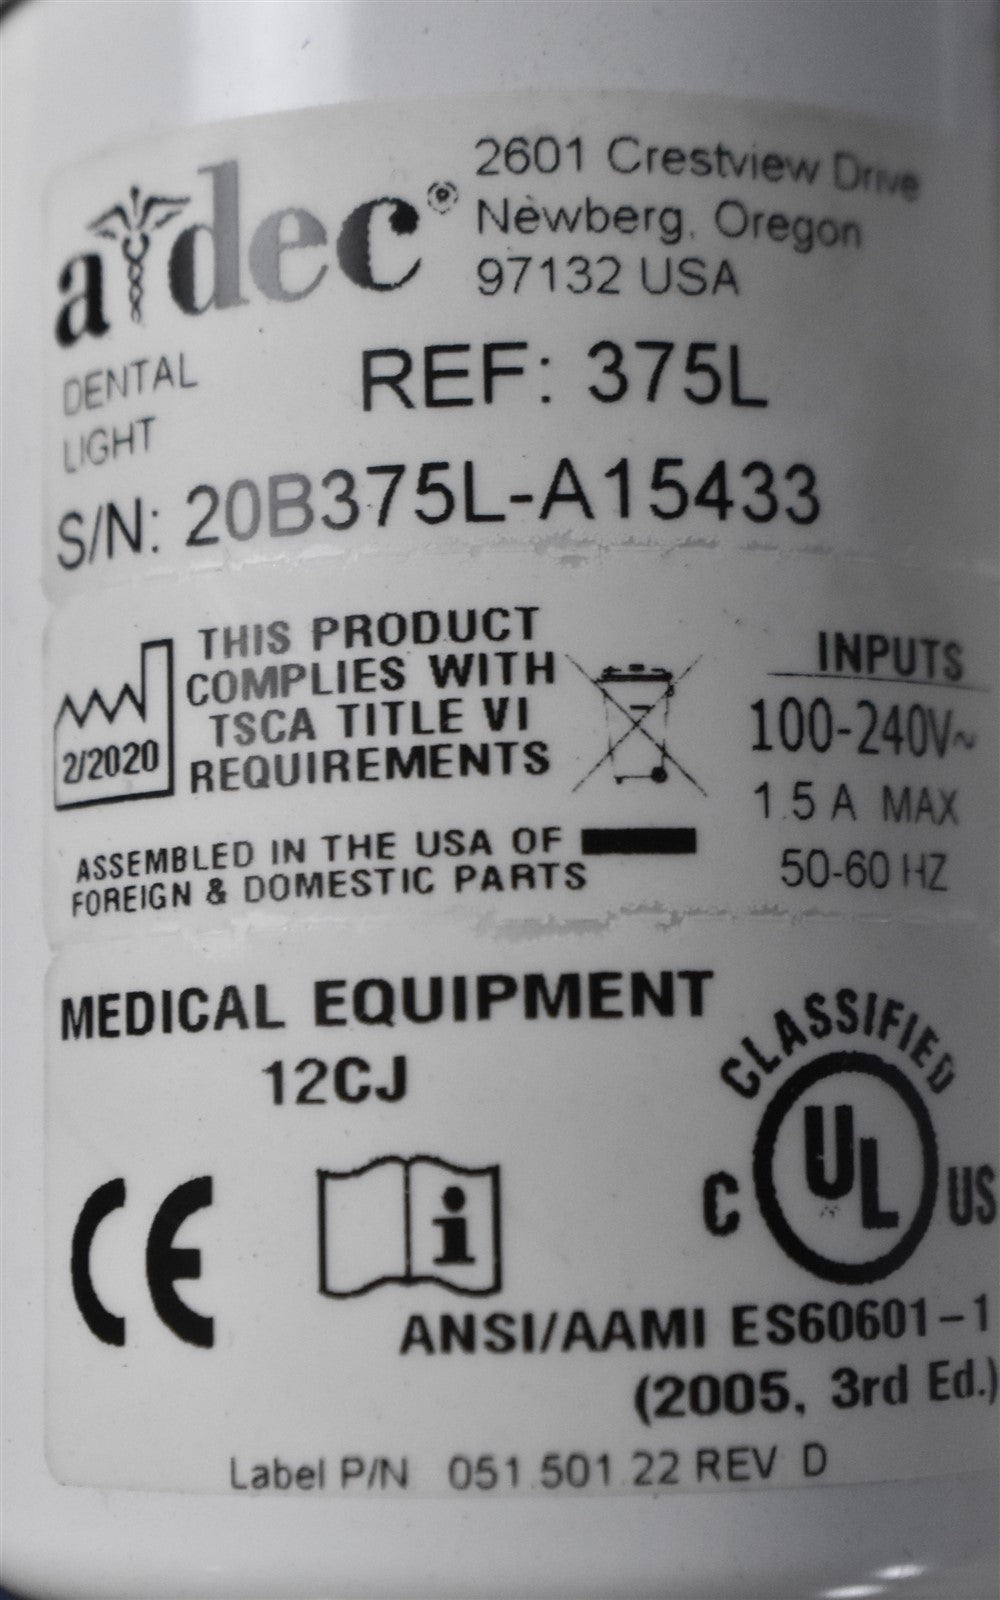 a dec®
2601 Crestview Drive
Newberg, Oregon
97132 USA
DENTAL
LIGHT
REF: 375L
S/N: 20B375L-A15433
2/2020
THIS PRODUCT
COMPLIES WITH
TSCA TITLE VI
REQUIREMENTS
INPUTS
100-240V~
1.5 A MAX
50-60 HZ
ASSEMBLED IN THE USA OF
FOREIGN & DOMESTIC PARTS
MEDICAL EQUIPMENT
12CJ
CLASSIFIED
C UL US
CE
i
ANSI/AAMI ES60601-1
(2005, 3rd Ed.)
Label P/N 051.501.22 REV D